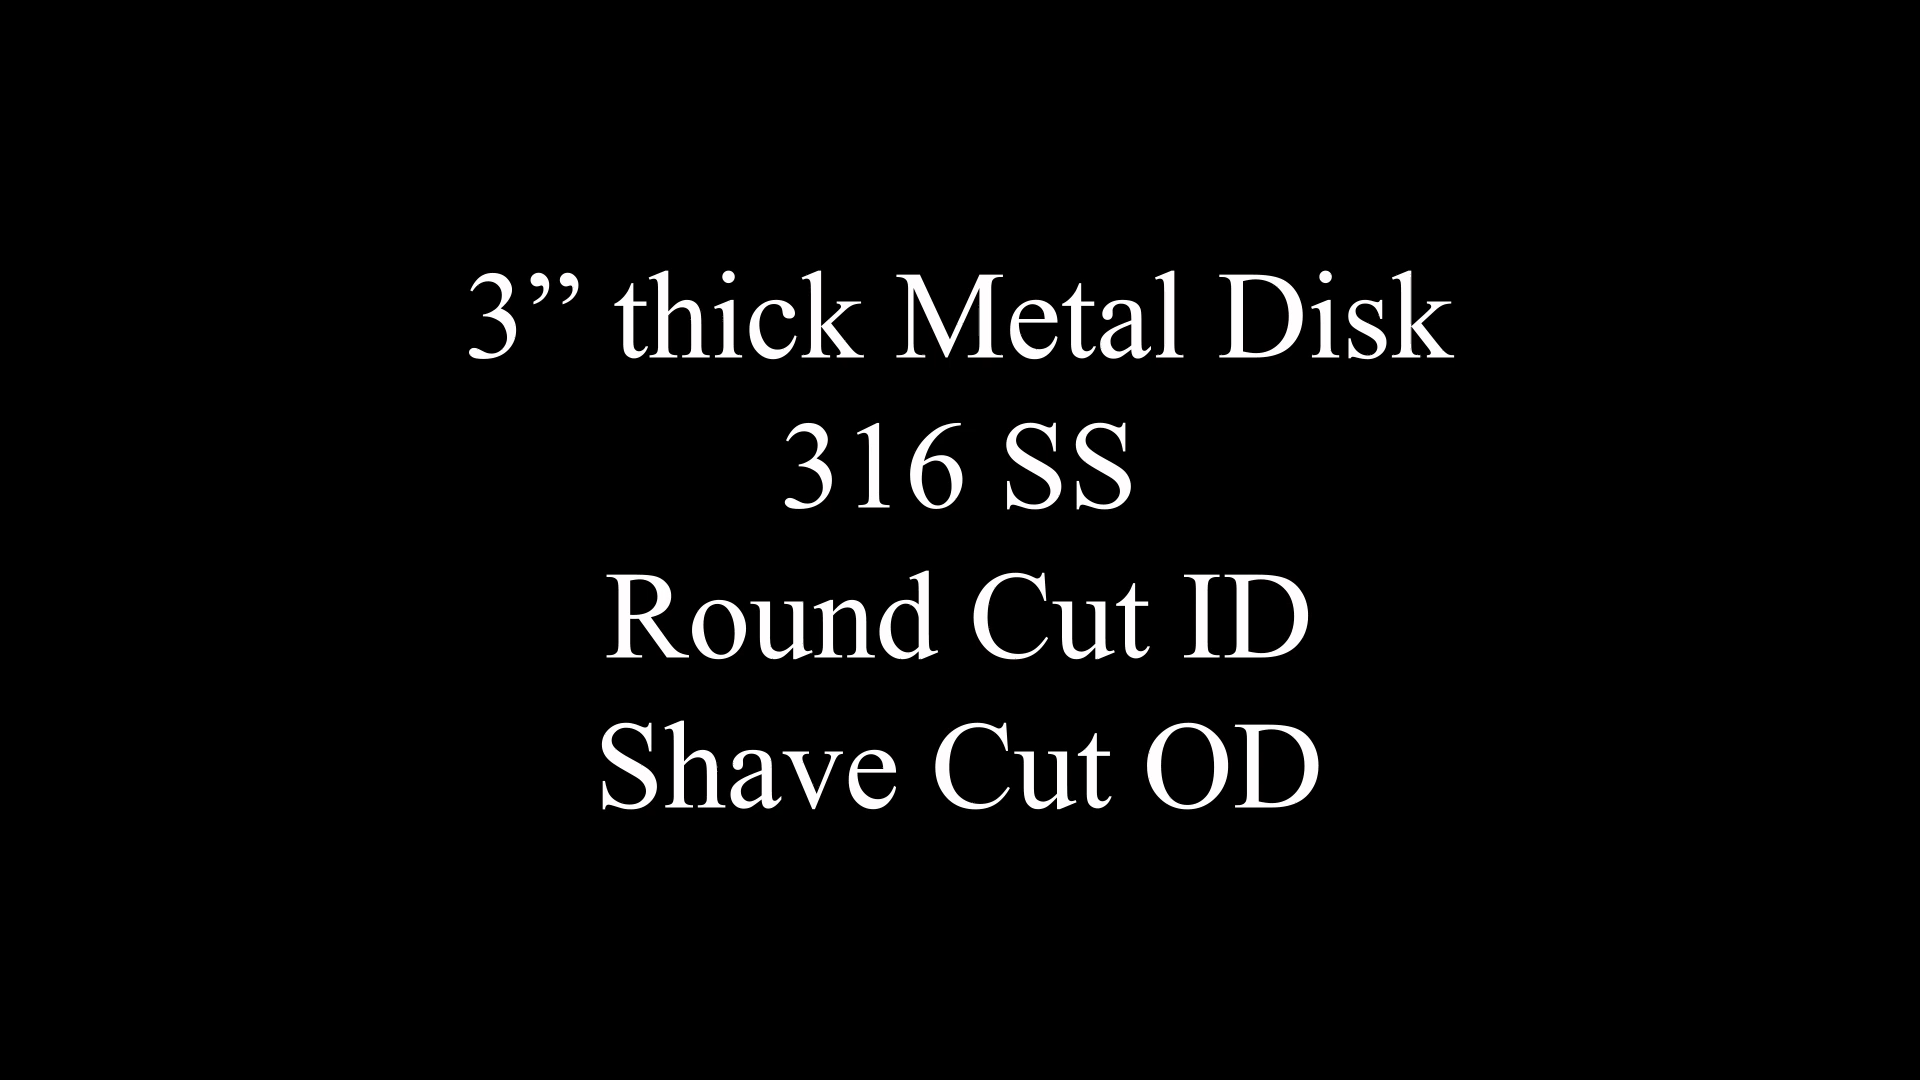 3” thick Metal Disk
316 SS
Round Cut ID
Shave Cut OD